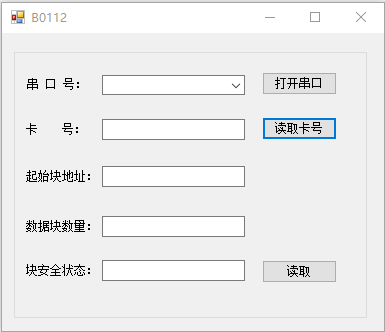 B0112
串 口 号： 打开串口
卡 号： 读取卡号
起始块地址：
数据块数量：
块安全状态： 读取